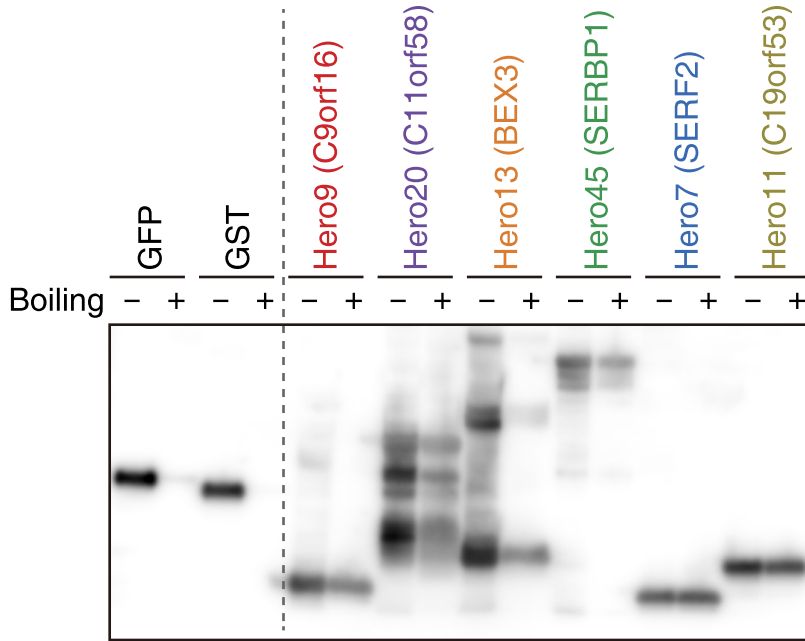 GFP
GST
Hero9 (C9orf16)
Hero20 (C11orf58)
Hero13 (BEX3)
Hero45 (SERBP1)
Hero7 (SERF2)
Hero11 (C19orf53)
Boiling − + − + − + − + − + − + − + − +